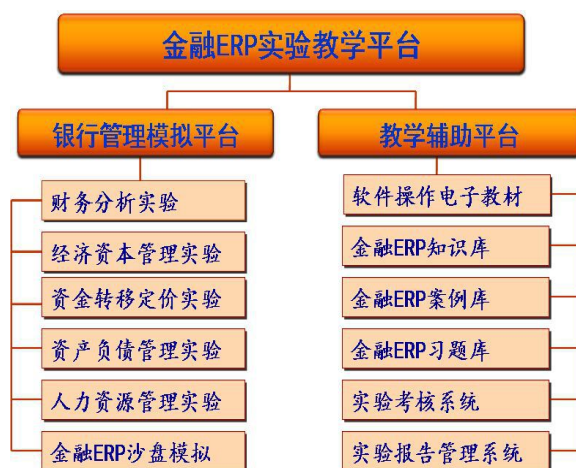 金融ERP实验教学平台
银行管理模拟平台
教学辅助平台
财务分析实验
经济资本管理实验
资金转移定价实验
资产负债管理实验
人力资源管理实验
金融ERP沙盘模拟
软件操作电子教材
金融ERP知识库
金融ERP案例库
金融ERP习题库
实验考核系统
实验报告管理系统